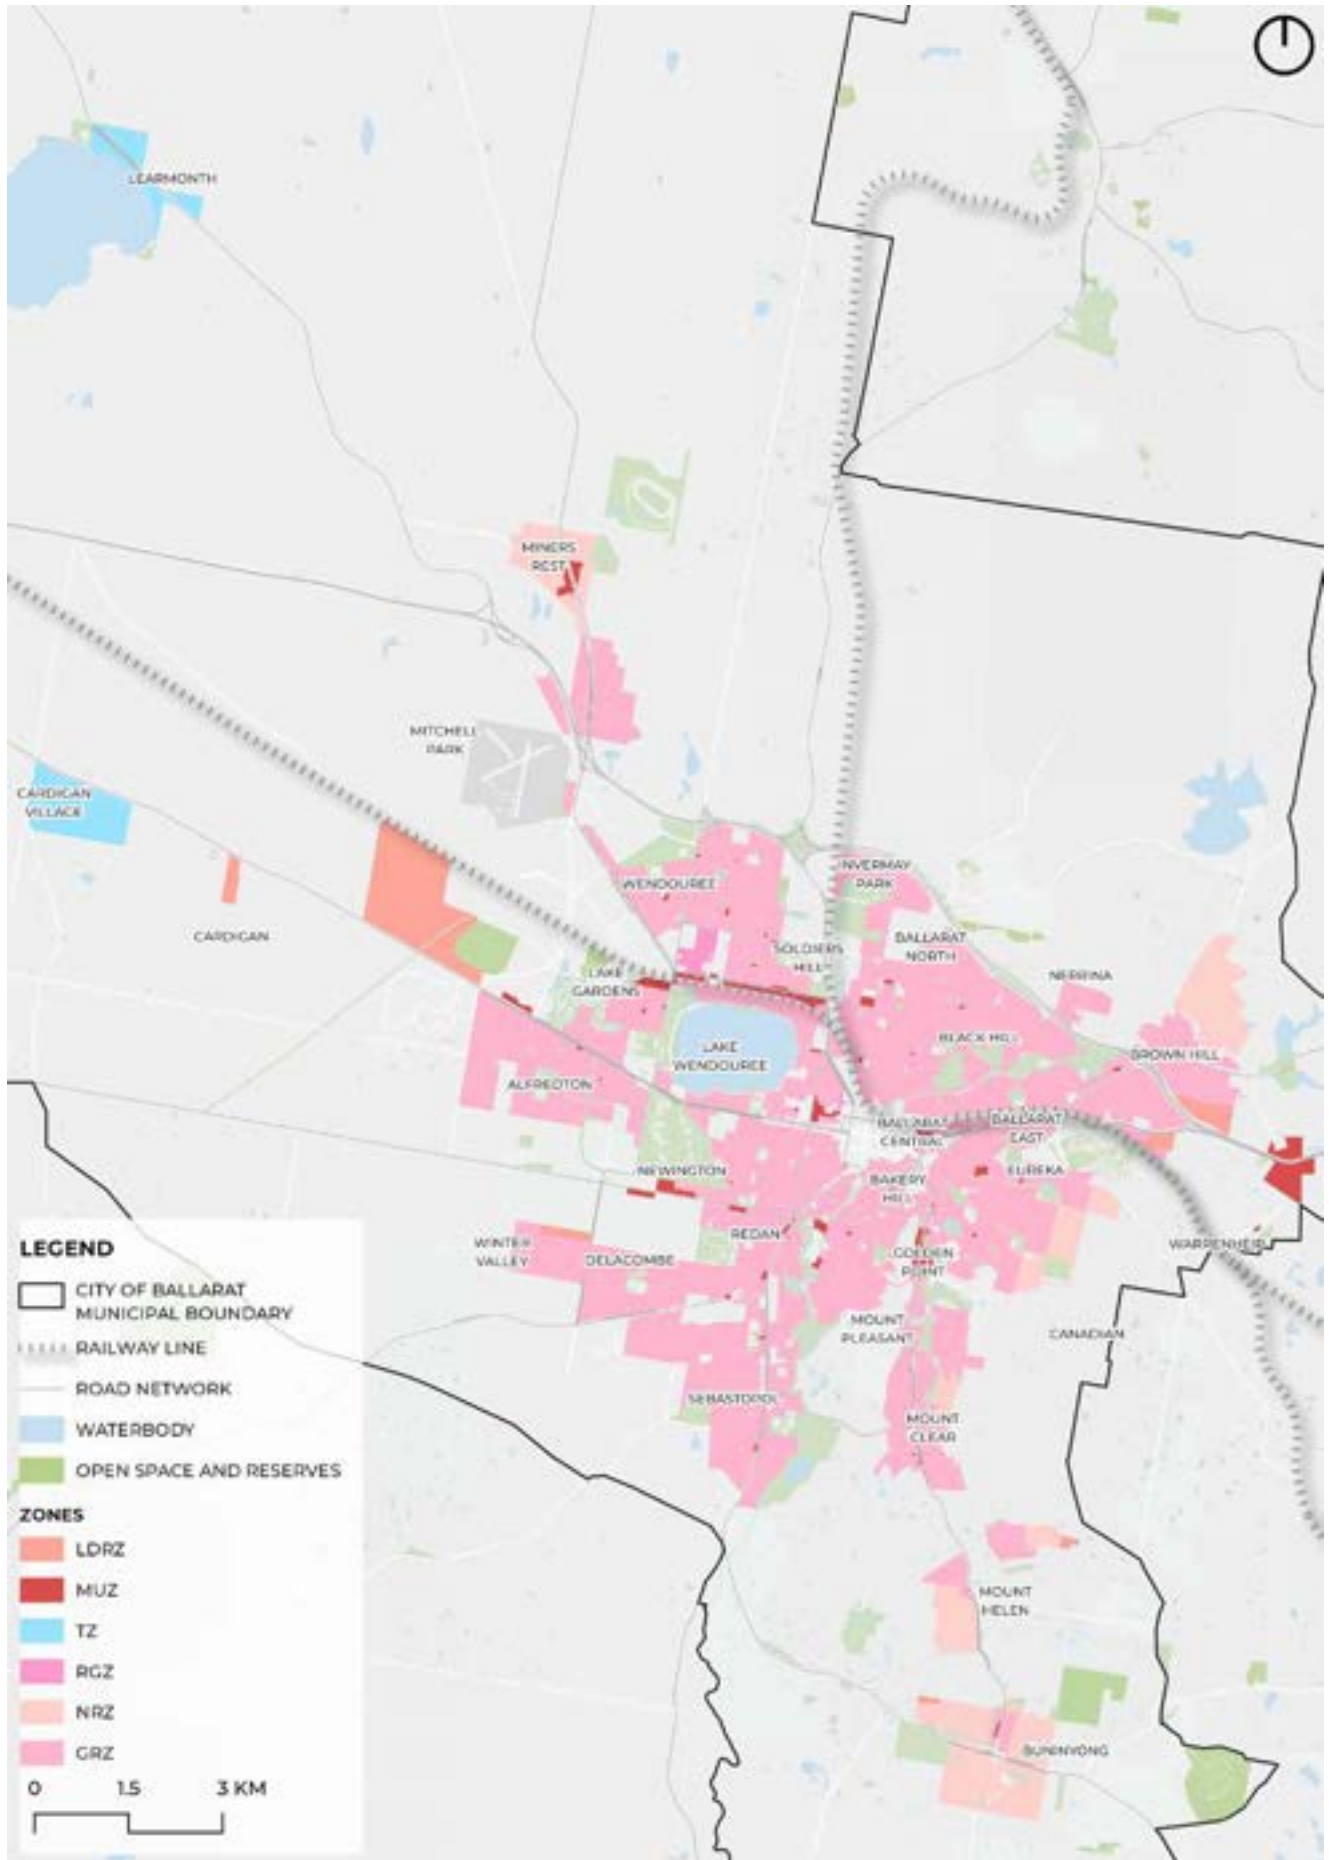 LEARMONTH
MINERS
REST
MITCHELL
PARK
CARDIGAN
VILLAGE
CARDIGAN
WENDOUREE
INVERMAY
PARK
SOLDIERS
HILL
BALLARAT
NORTH
NERRINA
LAKE
GARDENS
LAKE
WENDOUREE
BLACK HILL
BROWN HILL
ALFREDTON
BALLARAT
CENTRAL
BALLARAT
EAST
NEWINGTON
BAKERY
HILL
EUREKA
REDAN
WINTER
VALLEY
DELACOMBE
GOLDEN
POINT
WARRENHEIP
MOUNT
PLEASANT
CANADIAN
SEBASTOPOL
MOUNT
CLEAR
MOUNT
HELEN
BUNINYONG
LEGEND
CITY OF BALLARAT
MUNICIPAL BOUNDARY
RAILWAY LINE
ROAD NETWORK
WATERBODY
OPEN SPACE AND RESERVES
ZONES
LDRZ
MUZ
TZ
RGZ
NRZ
GRZ
0 1.5 3 KM